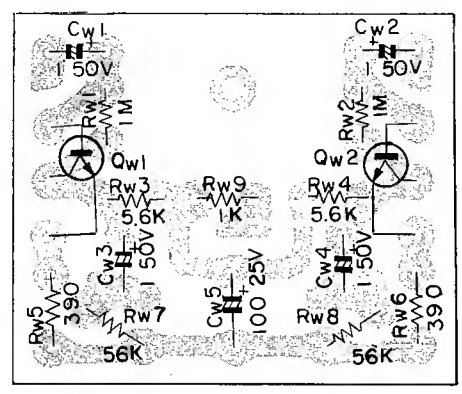 Cw1
+
1 50V
Cw2
+
1 50V
Rw1
1M
Rw2
1M
Qw1
Qw2
Rw3
5.6K
Rw9
1K
Rw4
5.6K
Cw3
+
1 50V
Cw5
+
100 25V
Cw4
+
1 50V
Rw5
390
Rw7
56K
Rw8
56K
Rw6
390